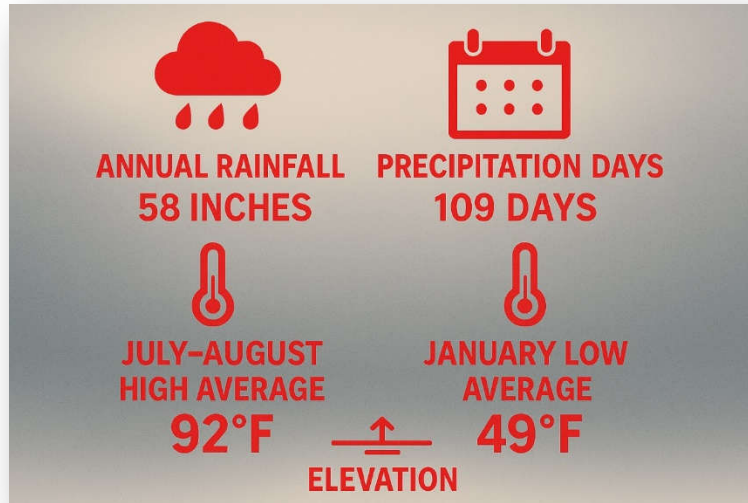 ANNUAL RAINFALL
58 INCHES
PRECIPITATION DAYS
109 DAYS
JULY–AUGUST
HIGH AVERAGE
92°F
JANUARY LOW
AVERAGE
49°F
ELEVATION